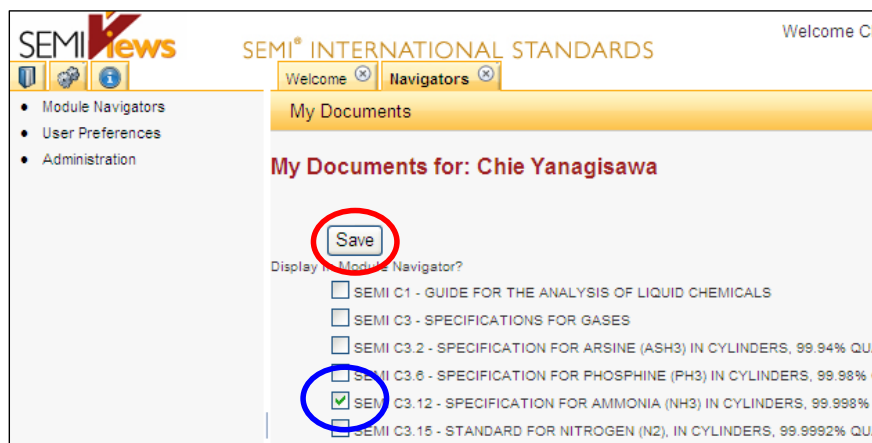 SEMIViews
SEMI® INTERNATIONAL STANDARDS
Welcome C
Welcome
Navigators
Module Navigators
User Preferences
Administration
My Documents
My Documents for: Chie Yanagisawa
Save
Display in Module Navigator?
SEMI C1 - GUIDE FOR THE ANALYSIS OF LIQUID CHEMICALS
SEMI C3 - SPECIFICATIONS FOR GASES
SEMI C3.2 - SPECIFICATION FOR ARSINE (ASH3) IN CYLINDERS, 99.94% QU
SEMI C3.6 - SPECIFICATION FOR PHOSPHINE (PH3) IN CYLINDERS, 99.98%
SEMI C3.12 - SPECIFICATION FOR AMMONIA (NH3) IN CYLINDERS, 99.998%
SEMI C3.15 - STANDARD FOR NITROGEN (N2), IN CYLINDERS, 99.9992% QU